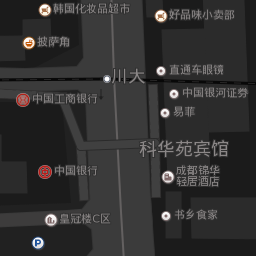 韩国化妆品超市
好品味小卖部
披萨角
川大
直通车眼镜
中国工商银行
中国银河证券
易菲
科华苑宾馆
中国银行
成都锦华
轻居酒店
皇冠楼C区
书乡食家
P